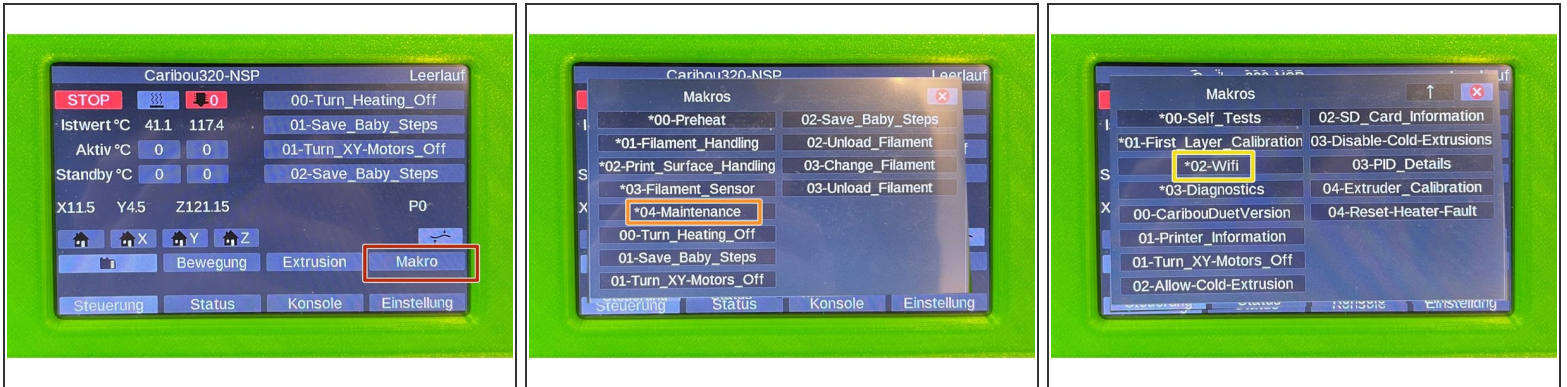 Caribou320-NSP Leerlauf
STOP 0 00-Turn_Heating_Off
Istwert °C 41.1 117.4 01-Save_Baby_Steps
Aktiv °C 0 0 01-Turn_XY-Motors_Off
Standby °C 0 0 02-Save_Baby_Steps
X11.5 Y4.5 Z121.15 P0
X Y Z
Bewegung Extrusion Makro
Steuerung Status Konsole Einstellung
Caribou320-NSP Leerlauf
Makros
*00-Preheat 02-Save_Baby_Steps
*01-Filament_Handling 02-Unload_Filament
*02-Print_Surface_Handling 03-Change_Filament
*03-Filament_Sensor 03-Unload_Filament
*04-Maintenance
00-Turn_Heating_Off
01-Save_Baby_Steps
01-Turn_XY-Motors_Off
Steuerung Status Konsole Einstellung
Makros ↑
*00-Self_Tests 02-SD_Card_Information
*01-First_Layer_Calibration 03-Disable-Cold-Extrusions
*02-Wifi 03-PID_Details
*03-Diagnostics 04-Extruder_Calibration
00-CaribouDuetVersion 04-Reset-Heater-Fault
01-Printer_Information
01-Turn_XY-Motors_Off
02-Allow-Cold-Extrusion
Steuerung Status Konsole Einstellung